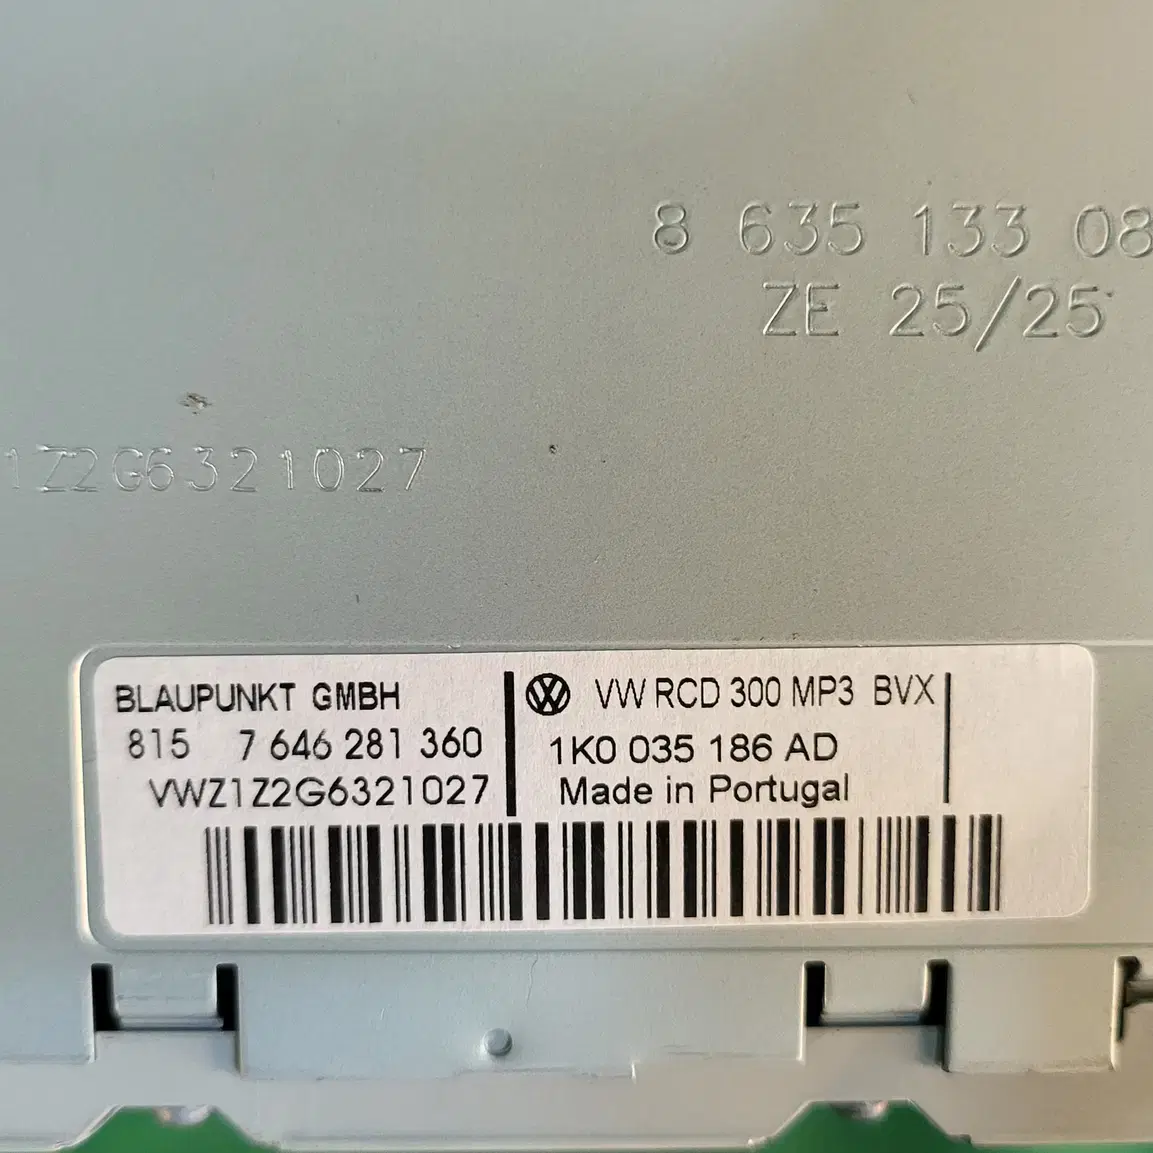 8 635 133 08
ZE 25/25
1Z2G6321027
BLAUPUNKT GMBH
815 7 646 281 360
VWZ1Z2G6321027
VW RCD 300 MP3 BVX
1K0 035 186 AD
Made in Portugal